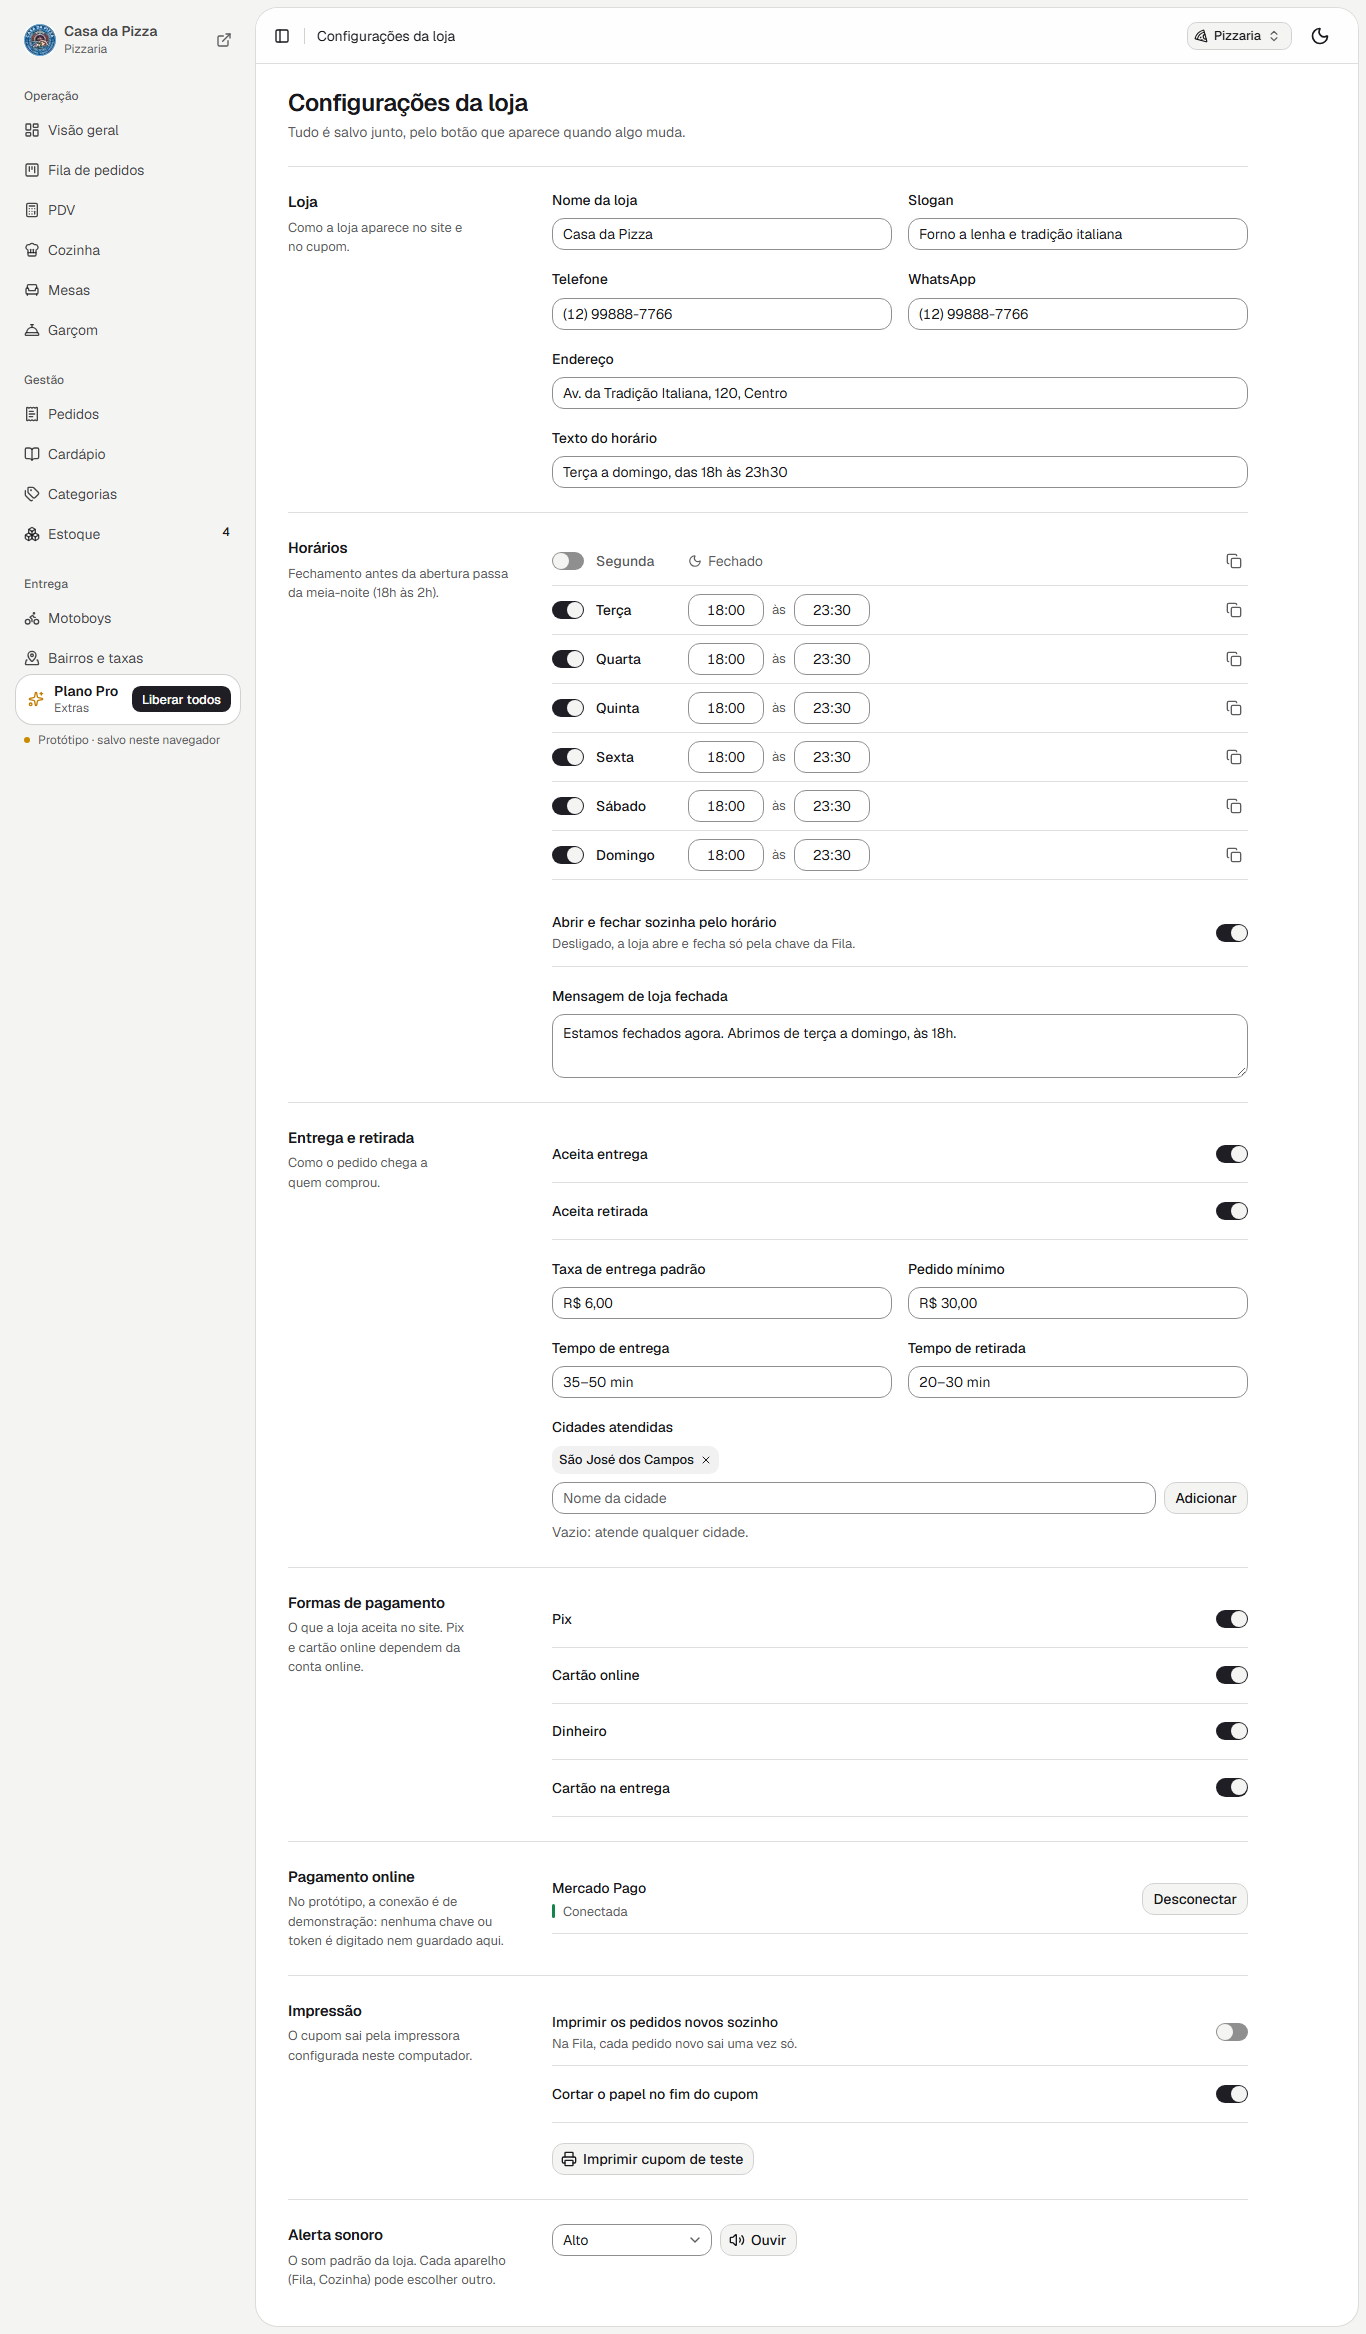 Casa da Pizza
Pizzaria
Operação
Visão geral
Fila de pedidos
PDV
Cozinha
Mesas
Garçom
Gestão
Pedidos
Cardápio
Categorias
Estoque 4
Entrega
Motoboys
Bairros e taxas
Plano Pro
Extras
Liberar todos
Protótipo · salvo neste navegador
Configurações da loja
Pizzaria
Configurações da loja
Tudo é salvo junto, pelo botão que aparece quando algo muda.
Loja
Como a loja aparece no site e
no cupom.
Nome da loja
Casa da Pizza
Slogan
Forno a lenha e tradição italiana
Telefone
(12) 99888-7766
WhatsApp
(12) 99888-7766
Endereço
Av. da Tradição Italiana, 120, Centro
Texto do horário
Terça a domingo, das 18h às 23h30
Horários
Fechamento antes da abertura passa
da meia-noite (18h às 2h).
Segunda Fechado
Terça 18:00 às 23:30
Quarta 18:00 às 23:30
Quinta 18:00 às 23:30
Sexta 18:00 às 23:30
Sábado 18:00 às 23:30
Domingo 18:00 às 23:30
Abrir e fechar sozinha pelo horário
Desligado, a loja abre e fecha só pela chave da Fila.
Mensagem de loja fechada
Estamos fechados agora. Abrimos de terça a domingo, às 18h.
Entrega e retirada
Como o pedido chega a
quem comprou.
Aceita entrega
Aceita retirada
Taxa de entrega padrão
R$ 6,00
Pedido mínimo
R$ 30,00
Tempo de entrega
35–50 min
Tempo de retirada
20–30 min
Cidades atendidas
São José dos Campos ×
Nome da cidade
Adicionar
Vazio: atende qualquer cidade.
Formas de pagamento
O que a loja aceita no site. Pix
e cartão online dependem da
conta online.
Pix
Cartão online
Dinheiro
Cartão na entrega
Pagamento online
No protótipo, a conexão é de
demonstração: nenhuma chave ou
token é digitado nem guardado aqui.
Mercado Pago
Conectada
Desconectar
Impressão
O cupom sai pela impressora
configurada neste computador.
Imprimir os pedidos novos sozinho
Na Fila, cada pedido novo sai uma vez só.
Cortar o papel no fim do cupom
Imprimir cupom de teste
Alerta sonoro
O som padrão da loja. Cada aparelho
(Fila, Cozinha) pode escolher outro.
Alto
Ouvir